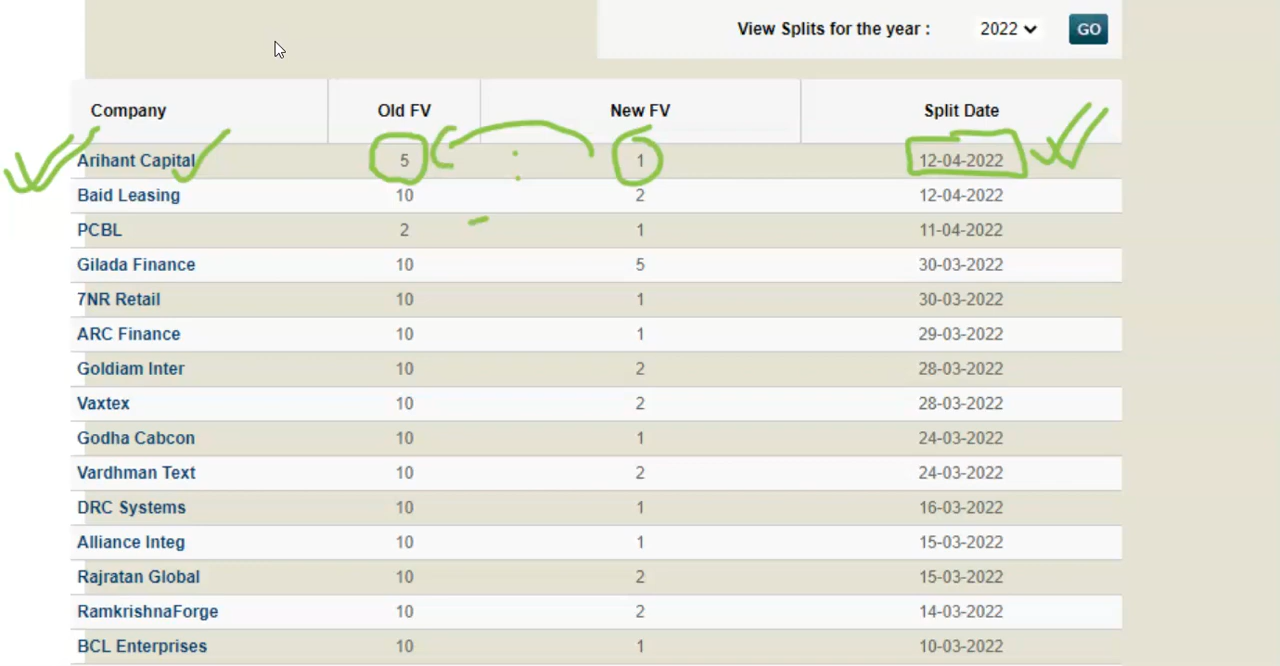 View Splits for the year : 2022 GO
Company Old FV New FV Split Date
Arihant Capital 5 : 1 12-04-2022
Baid Leasing 10 2 12-04-2022
PCBL 2 1 11-04-2022
Gilada Finance 10 5 30-03-2022
7NR Retail 10 1 30-03-2022
ARC Finance 10 1 29-03-2022
Goldiam Inter 10 2 28-03-2022
Vaxtex 10 2 28-03-2022
Godha Cabcon 10 1 24-03-2022
Vardhman Text 10 2 24-03-2022
DRC Systems 10 1 16-03-2022
Alliance Integ 10 1 15-03-2022
Rajratan Global 10 2 15-03-2022
RamkrishnaForge 10 2 14-03-2022
BCL Enterprises 10 1 10-03-2022